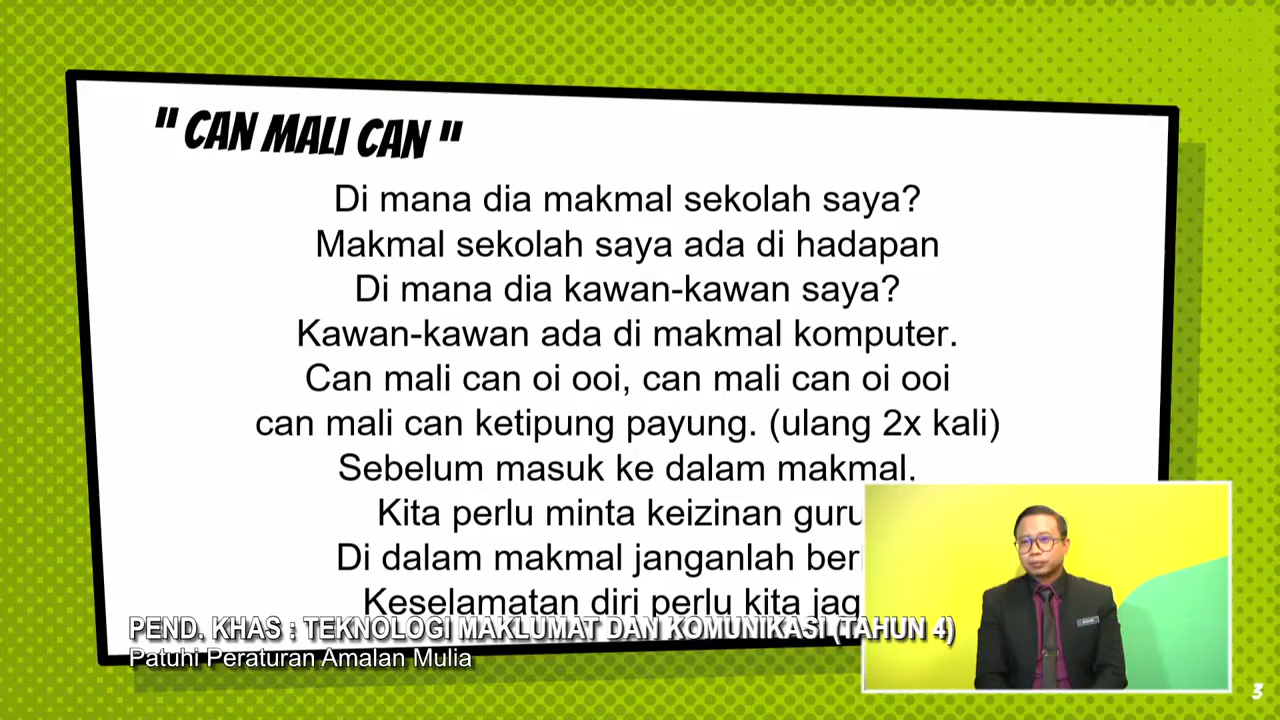 " CAN MALI CAN "
Di mana dia makmal sekolah saya?
Makmal sekolah saya ada di hadapan
Di mana dia kawan-kawan saya?
Kawan-kawan ada di makmal komputer.
Can mali can oi ooi, can mali can oi ooi
can mali can ketipung payung. (ulang 2x kali)
Sebelum masuk ke dalam makmal.
Kita perlu minta keizinan guru
Di dalam makmal janganlah
Keselamatan diri perlu kita
PEND. KHAS : TEKNOLOGI MAKLUMAT DAN KOMUNIKASI (TAHUN 4)
Patuhi Peraturan Amalan Mulia
3